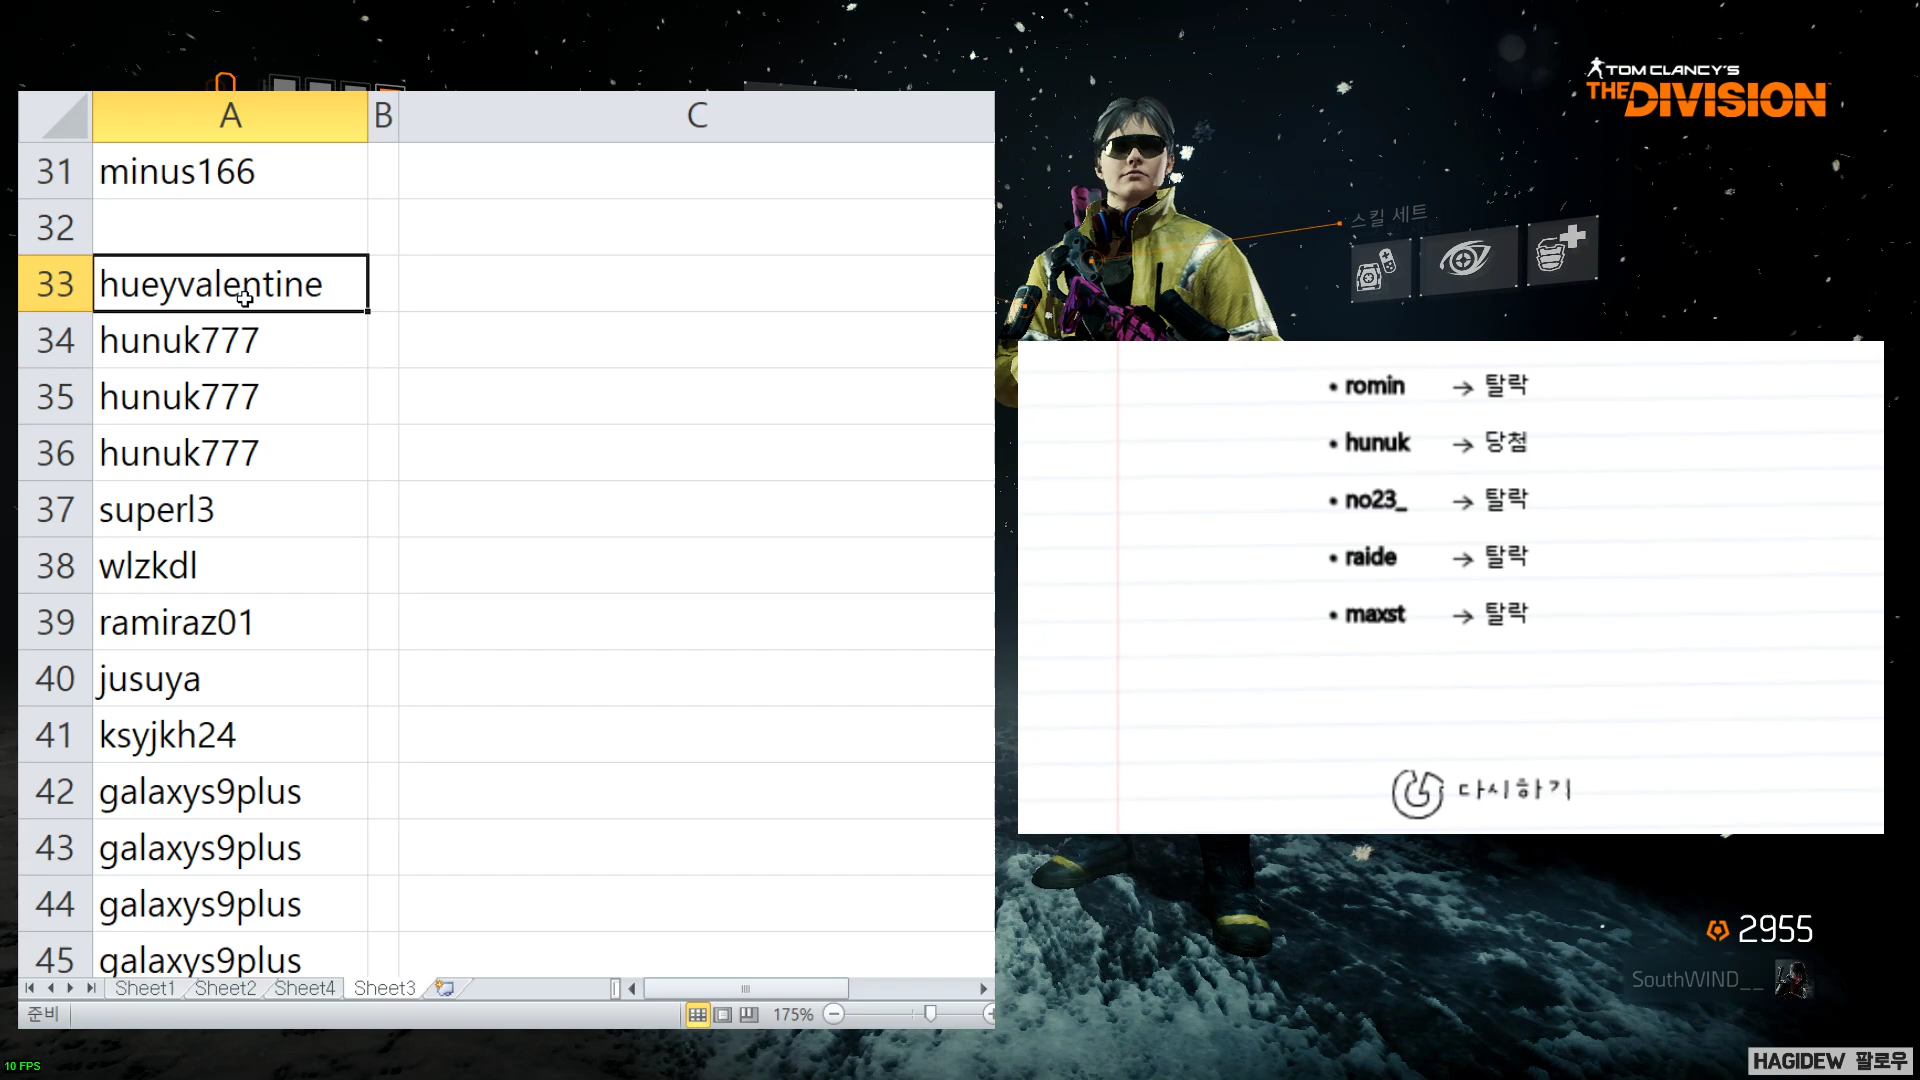 TOM CLANCY'S
THE DIVISION
A B C
31 minus166
32
33 hueyvalentine
34 hunuk777
35 hunuk777
36 hunuk777
37 superl3
38 wlzkdl
39 ramiraz01
40 jusuya
41 ksyjkh24
42 galaxys9plus
43 galaxys9plus
44 galaxys9plus
45 galaxys9plus
Sheet1 Sheet2 Sheet4 Sheet3
준비 175%
스킬 세트
• romin → 탈락
• hunuk → 당첨
• no23_ → 탈락
• raide → 탈락
• maxst → 탈락
다시하기
2955
SouthWIND__
10 FPS
HAGIDEW 팔로우